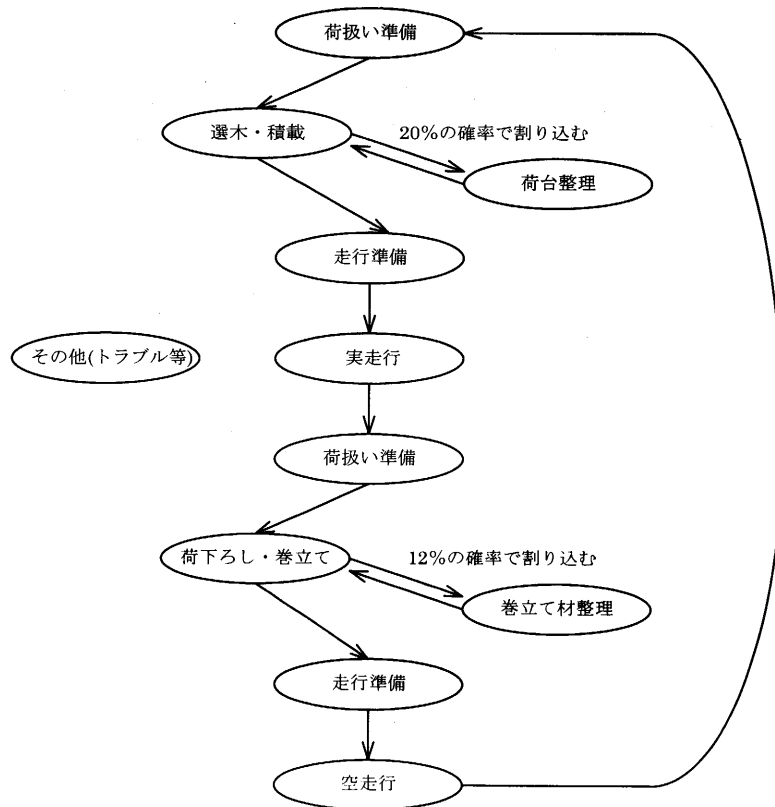 荷扱い準備
選木・積載
20%の確率で割り込む
荷台整理
走行準備
その他(トラブル等)
実走行
荷扱い準備
荷下ろし・巻立て
12%の確率で割り込む
巻立て材整理
走行準備
空走行